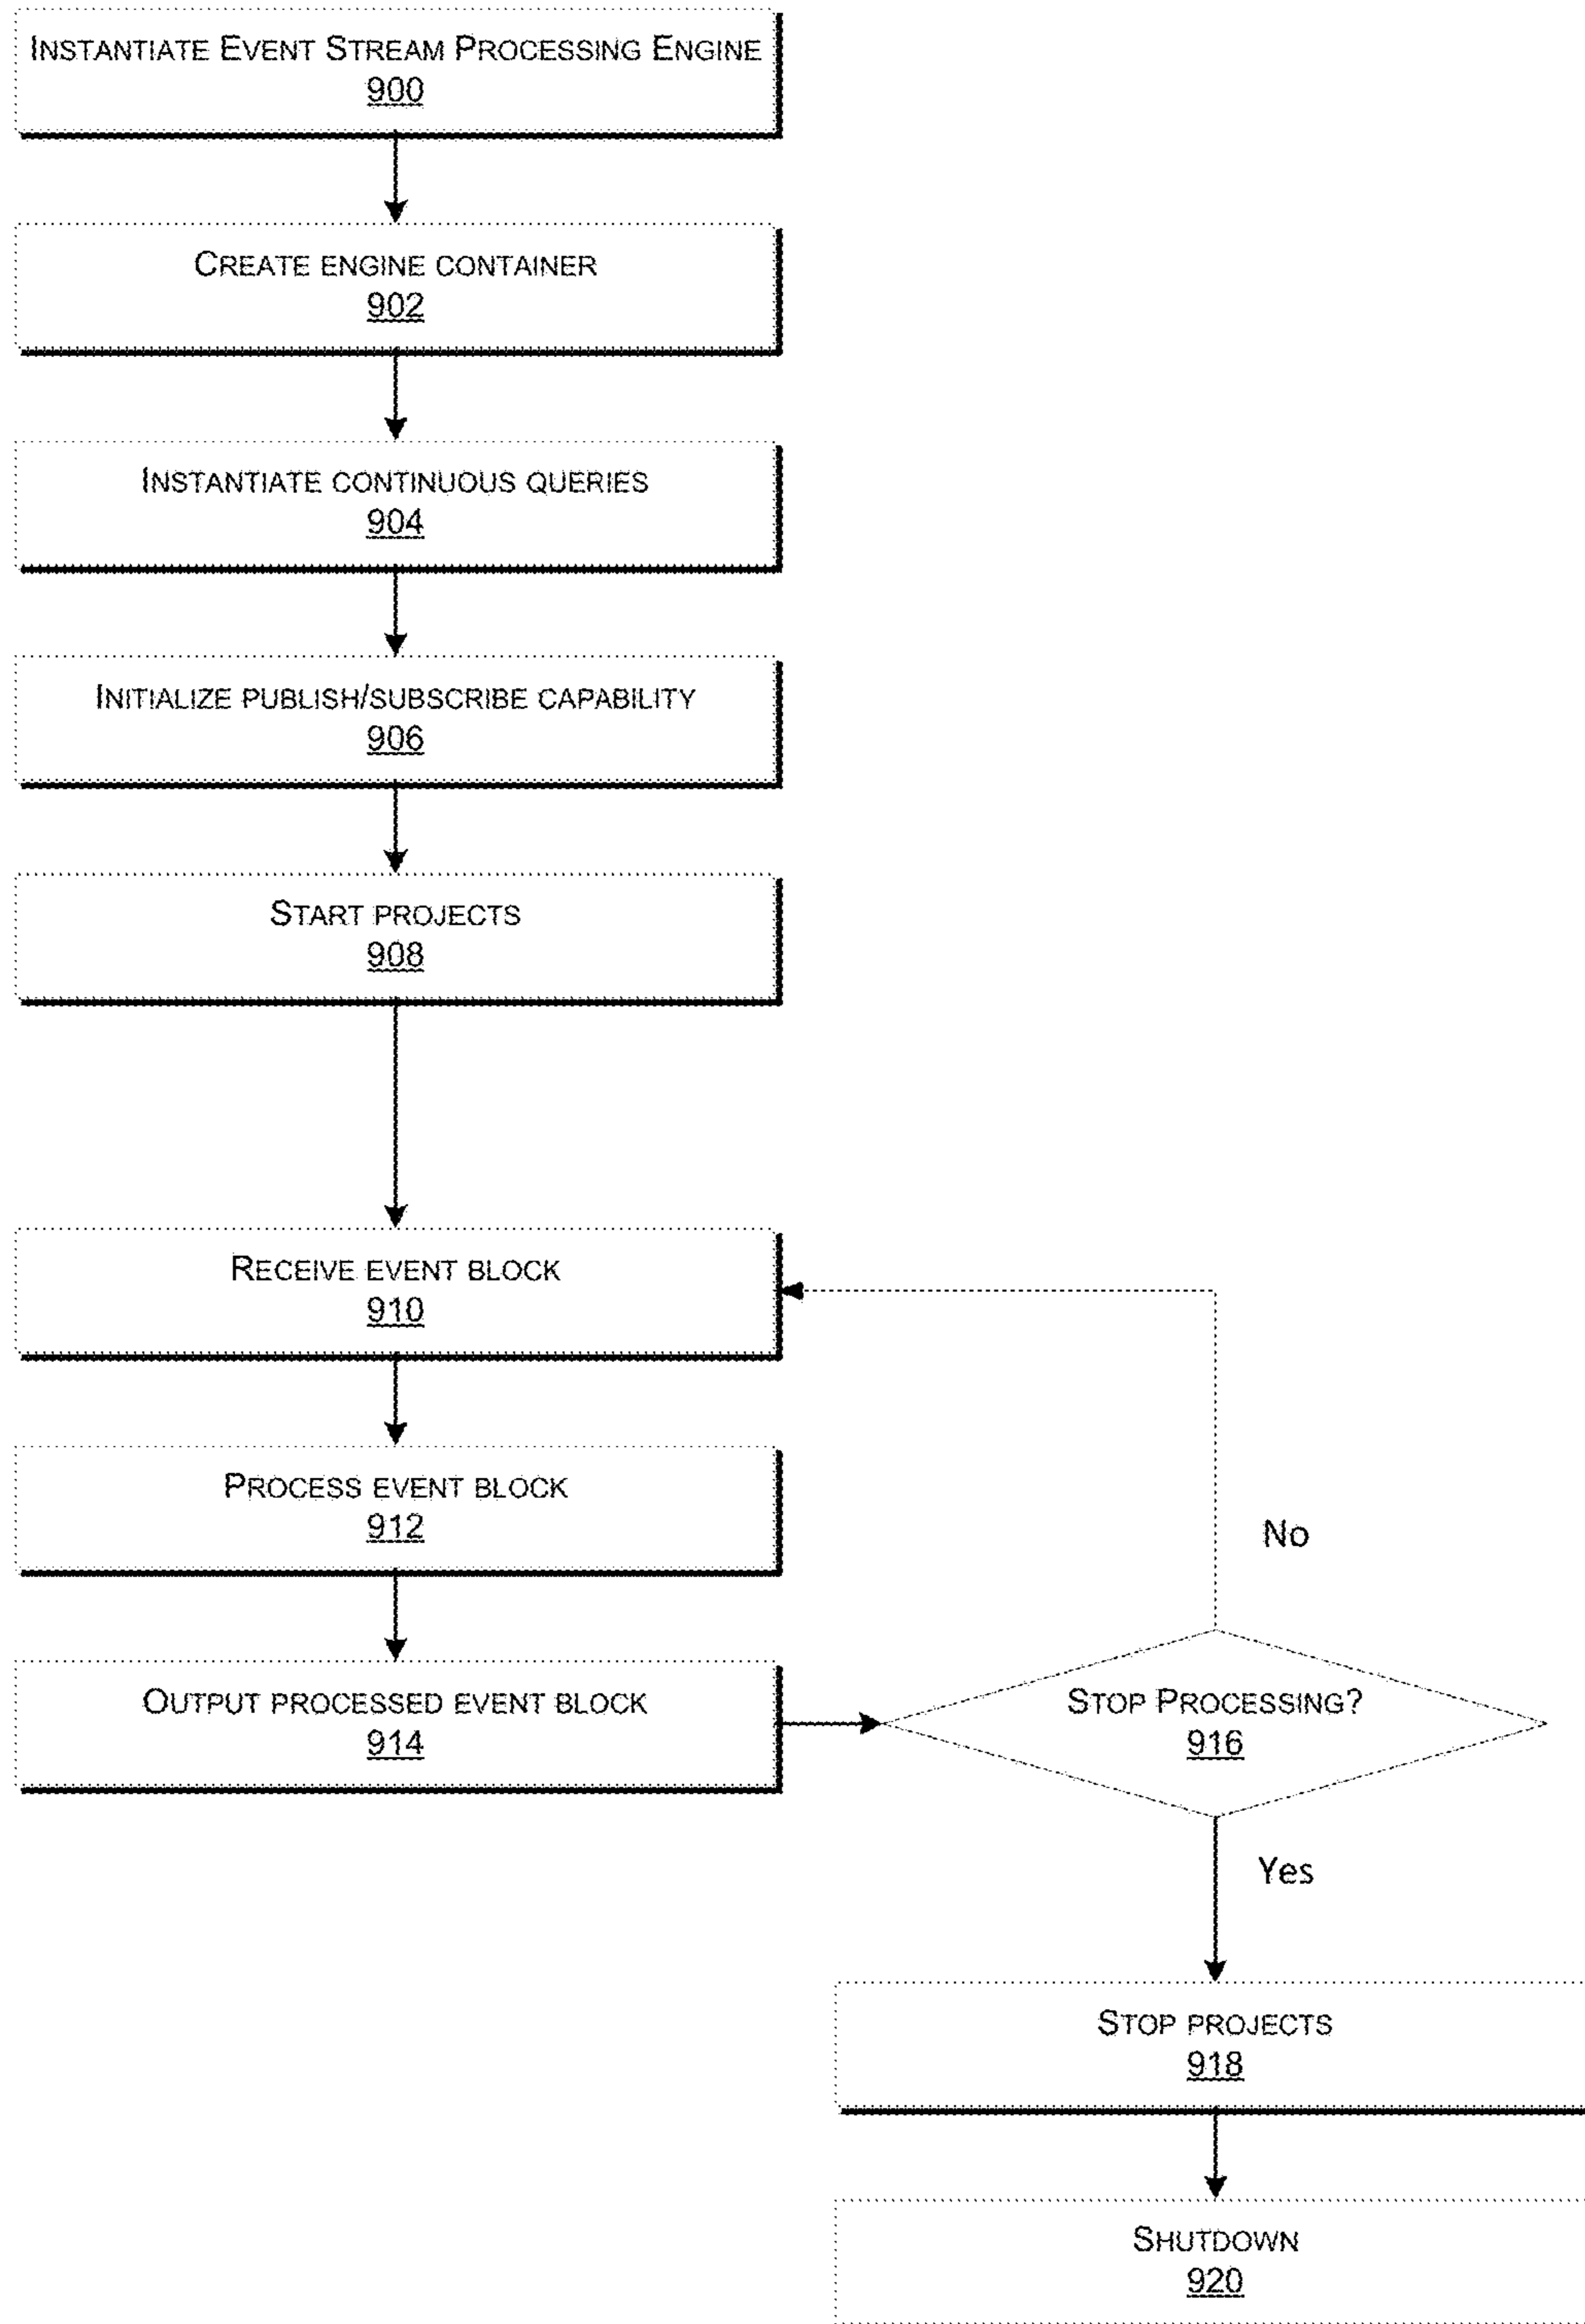 INSTANTIATE EVENT STREAM PROCESSING ENGINE
900
CREATE ENGINE CONTAINER
902
INSTANTIATE CONTINUOUS QUERIES
904
INITIALIZE PUBLISH/SUBSCRIBE CAPABILITY
906
START PROJECTS
908
RECEIVE EVENT BLOCK
910
PROCESS EVENT BLOCK
912
No
OUTPUT PROCESSED EVENT BLOCK
914
STOP PROCESSING?
916
Yes
STOP PROJECTS
918
SHUTDOWN
920